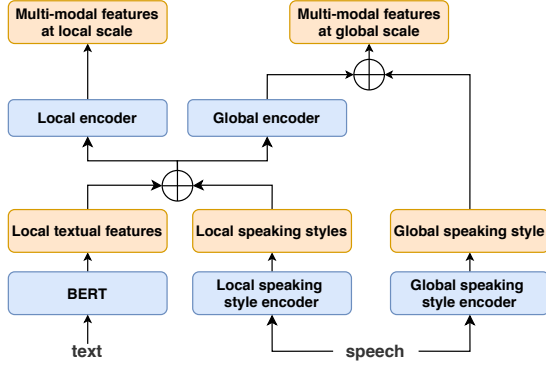 Multi-modal features
at local scale
Multi-modal features
at global scale
Local encoder
Global encoder
Local textual features
Local speaking styles
Global speaking style
BERT
Local speaking
style encoder
Global speaking
style encoder
text
speech